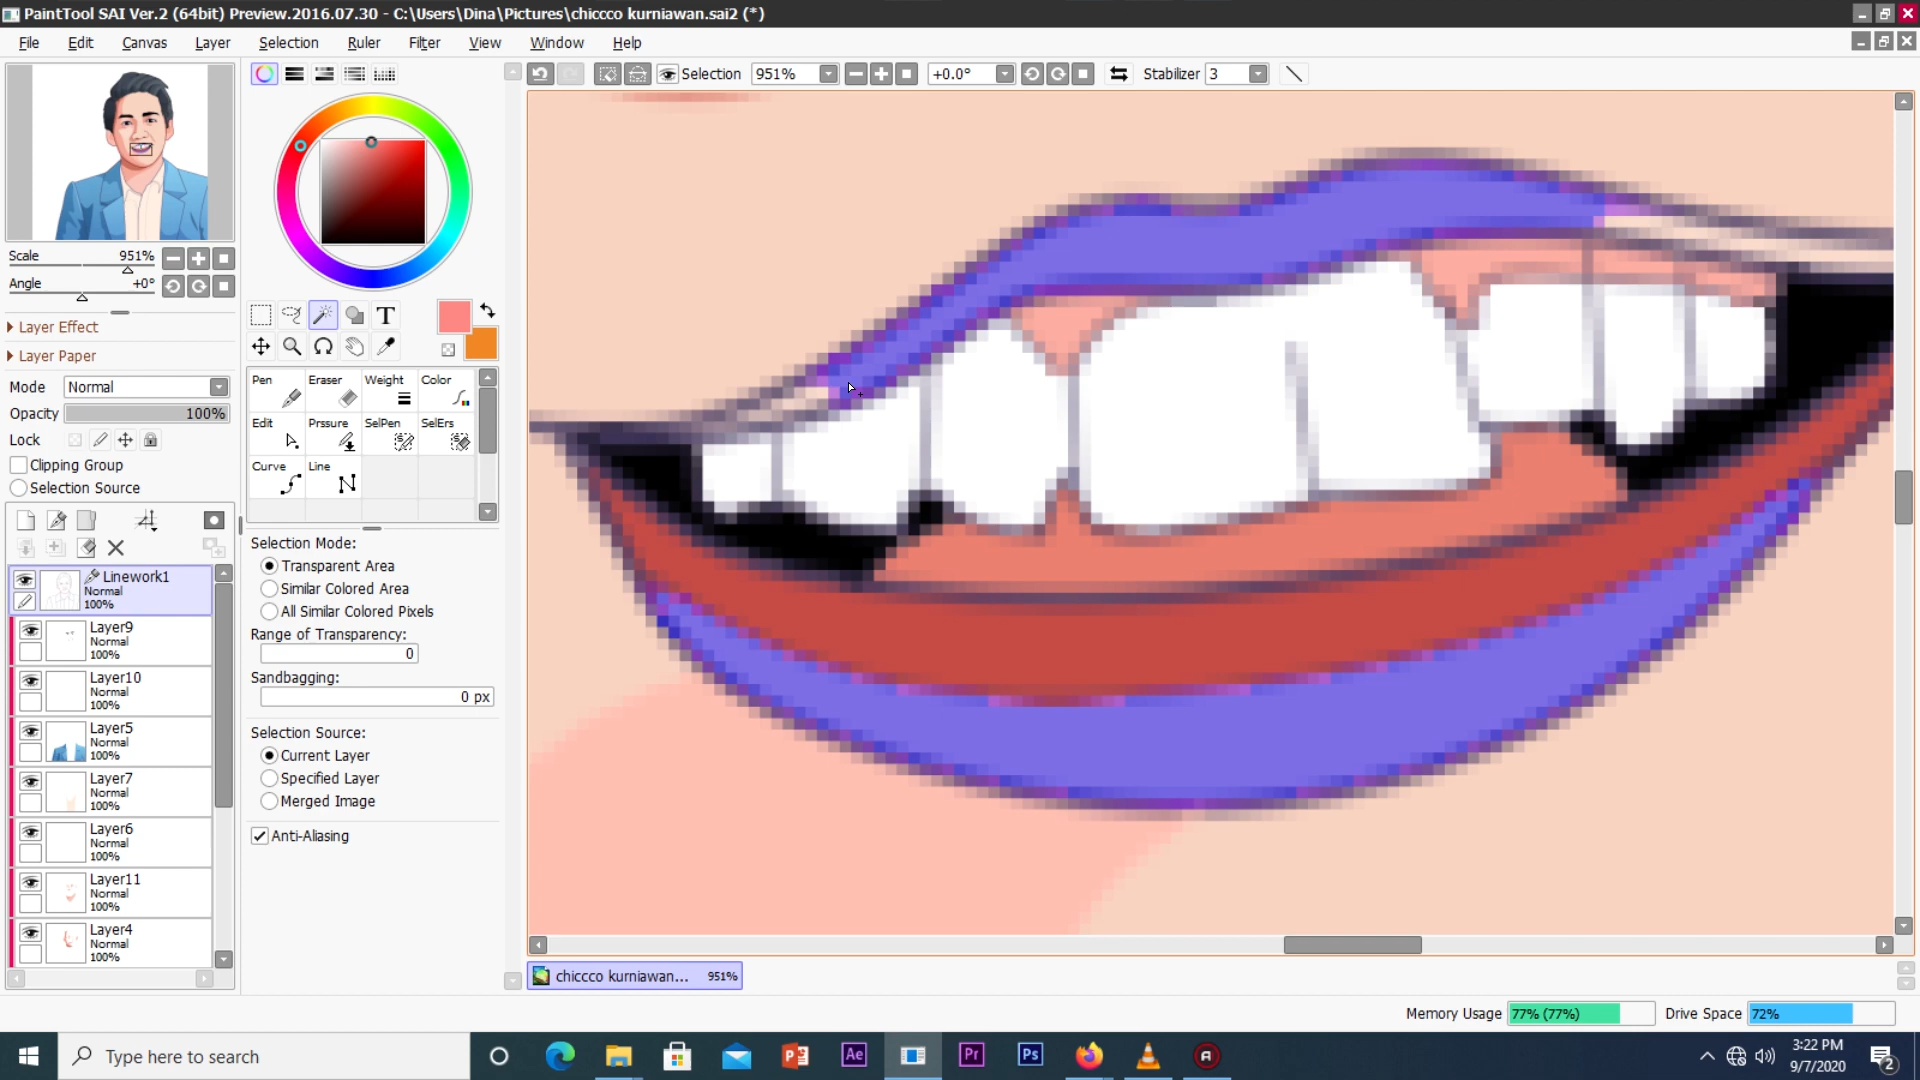 PaintTool SAI Ver.2 (64bit) Preview.2016.07.30 - C:\Users\Dina\Pictures\chiccco kurniawan.sai2 (*)
File Edit Canvas Layer Selection Ruler Filter View Window Help
Selection 951% +0.0° Stabilizer 3
Scale 951%
Angle +0°
Layer Effect
Layer Paper
Mode Normal
Opacity 100%
Lock
Clipping Group
Selection Source
Linework1
Normal
100%
Layer9
Normal
100%
Layer10
Normal
100%
Layer5
Normal
100%
Layer7
Normal
100%
Layer6
Normal
100%
Layer11
Normal
100%
Layer4
Normal
100%
T
Pen Eraser Weight Color
Edit Prssure SelPen SelErs
Curve Line
Selection Mode:
Transparent Area
Similar Colored Area
All Similar Colored Pixels
Range of Transparency:
0
Sandbagging:
0 px
Selection Source:
Current Layer
Specified Layer
Merged Image
Anti-Aliasing
chiccco kurniawan... 951%
Memory Usage 77% (77%) Drive Space 72%
Type here to search
Ae Pr Ps
3:22 PM
9/7/2020
2